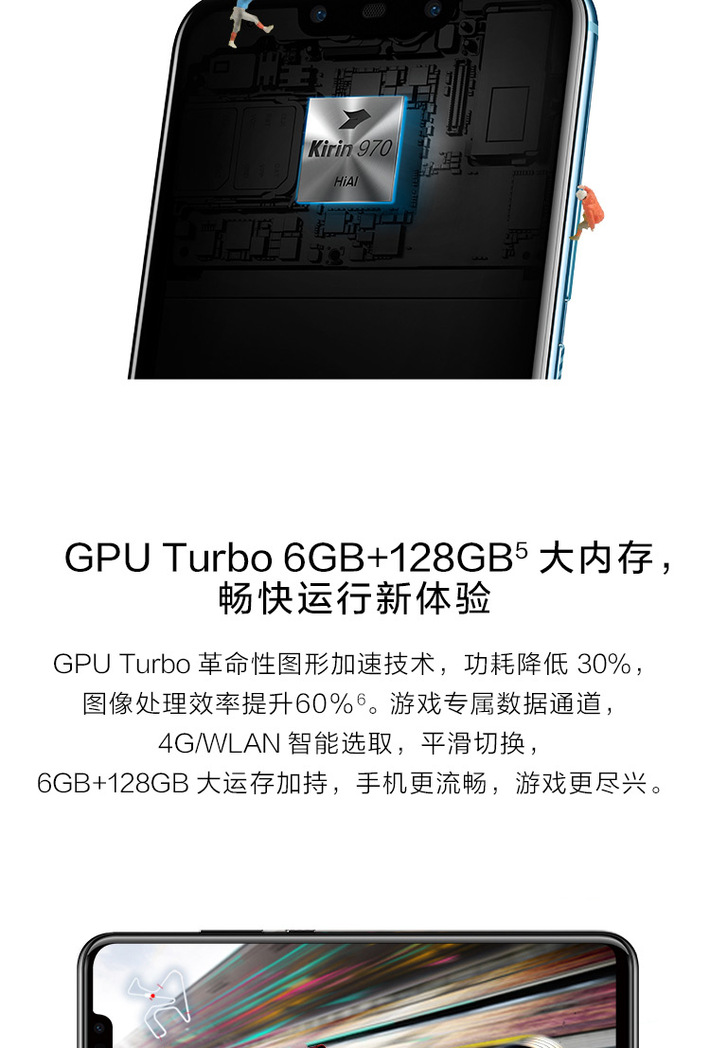 Kirin 970
HiAI
GPU Turbo 6GB+128GB⁵ 大内存，
畅快运行新体验
GPU Turbo 革命性图形加速技术，功耗降低 30%，
图像处理效率提升60%⁶。游戏专属数据通道，
4G/WLAN 智能选取，平滑切换，
6GB+128GB 大运存加持，手机更流畅，游戏更尽兴。